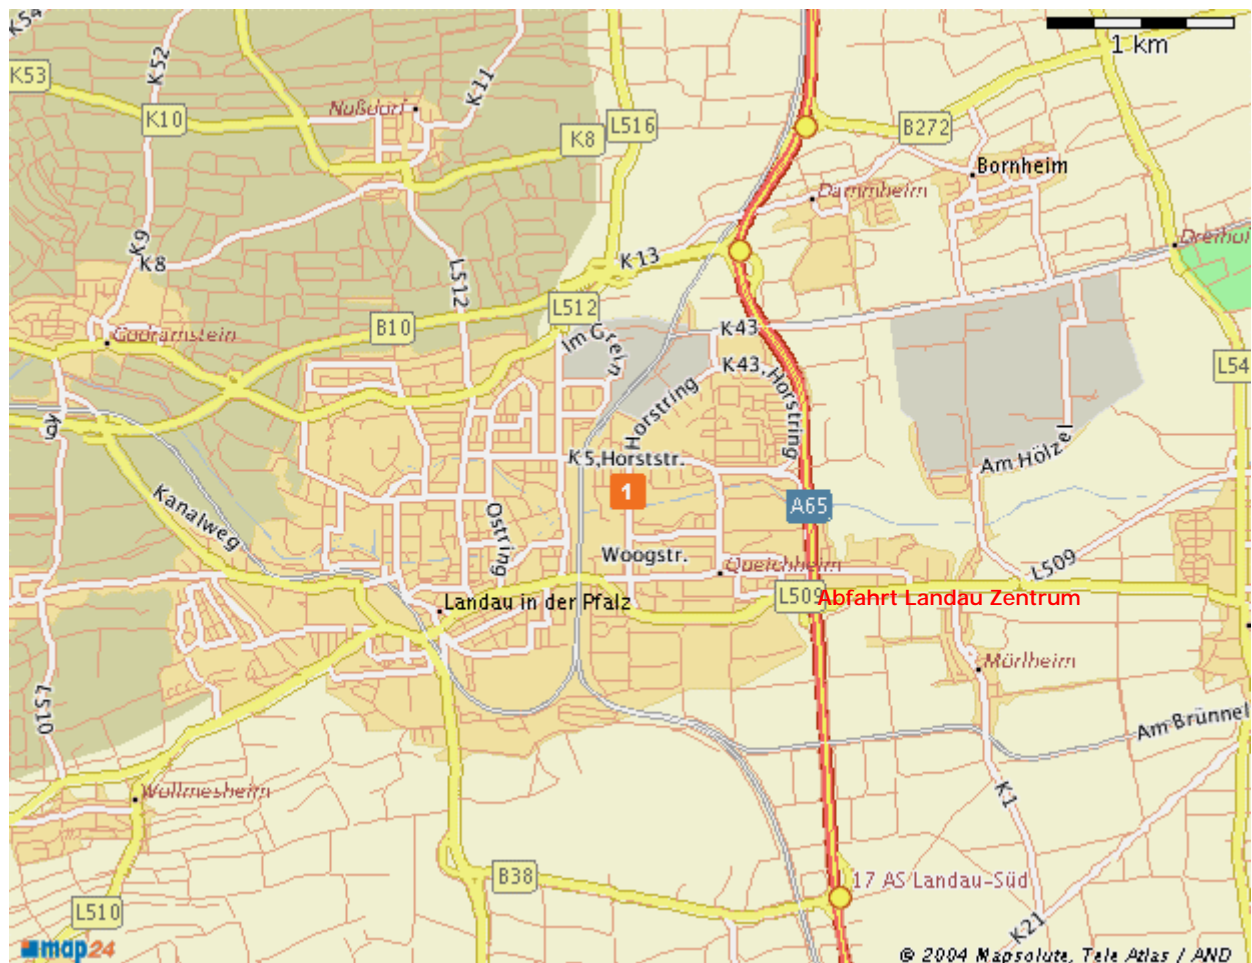 K54
1 km
K53
K52
K11
Nußdorf
K10
L516
K8
B272
Bornheim
Dammheim
K9
K8
K13
L512
L512
B10
Im Grein
K43
K43,Horstring
Godramstein
L54
Horstring
K9
K5,Horststr.
Am Hölzel
1
A65
Kanalweg
Ostring
Woogstr.
Queichheim
L509
L509
Abfahrt Landau Zentrum
Landau in der Pfalz
Mörlheim
L510
Am Brünnel
Wollmesheim
K1
B38
17 AS Landau-Süd
L510
K21
map24
© 2004 Mapsolute, Tele Atlas / AND